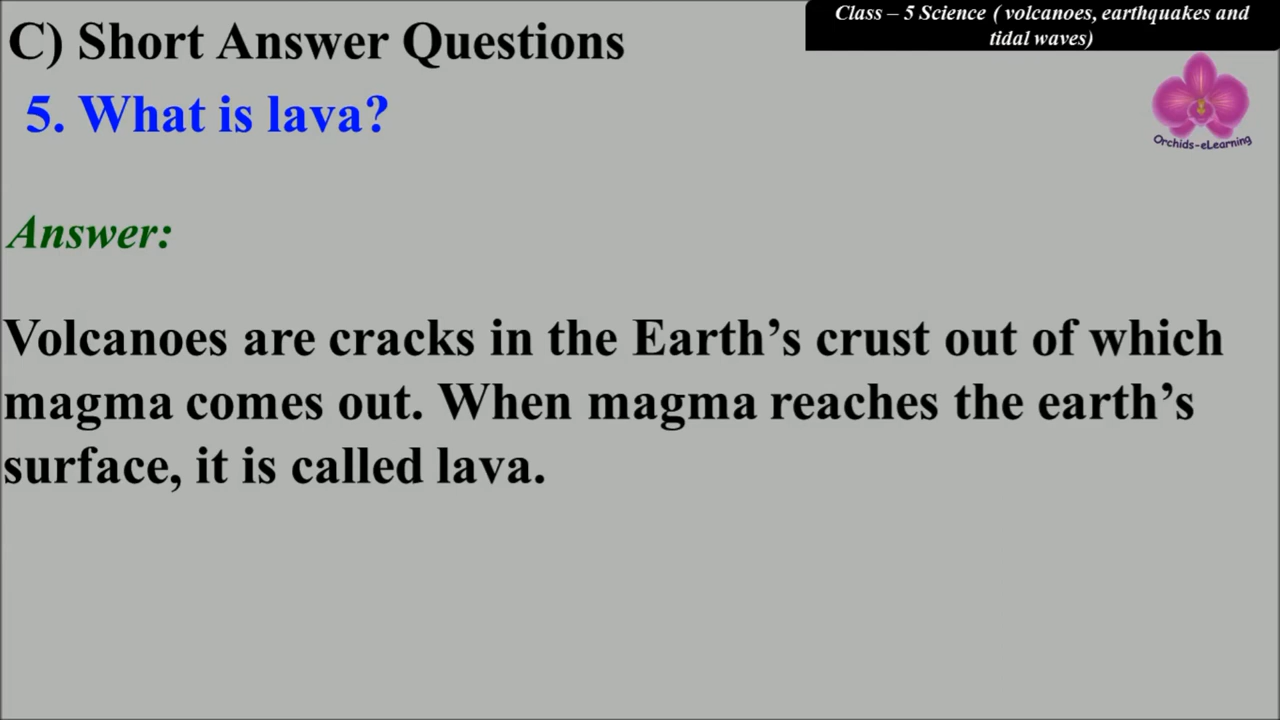 Class – 5 Science ( volcanoes, earthquakes and
tidal waves)
C) Short Answer Questions
5. What is lava?
Orchids-eLearning
Answer:
Volcanoes are cracks in the Earth’s crust out of which
magma comes out. When magma reaches the earth’s
surface, it is called lava.